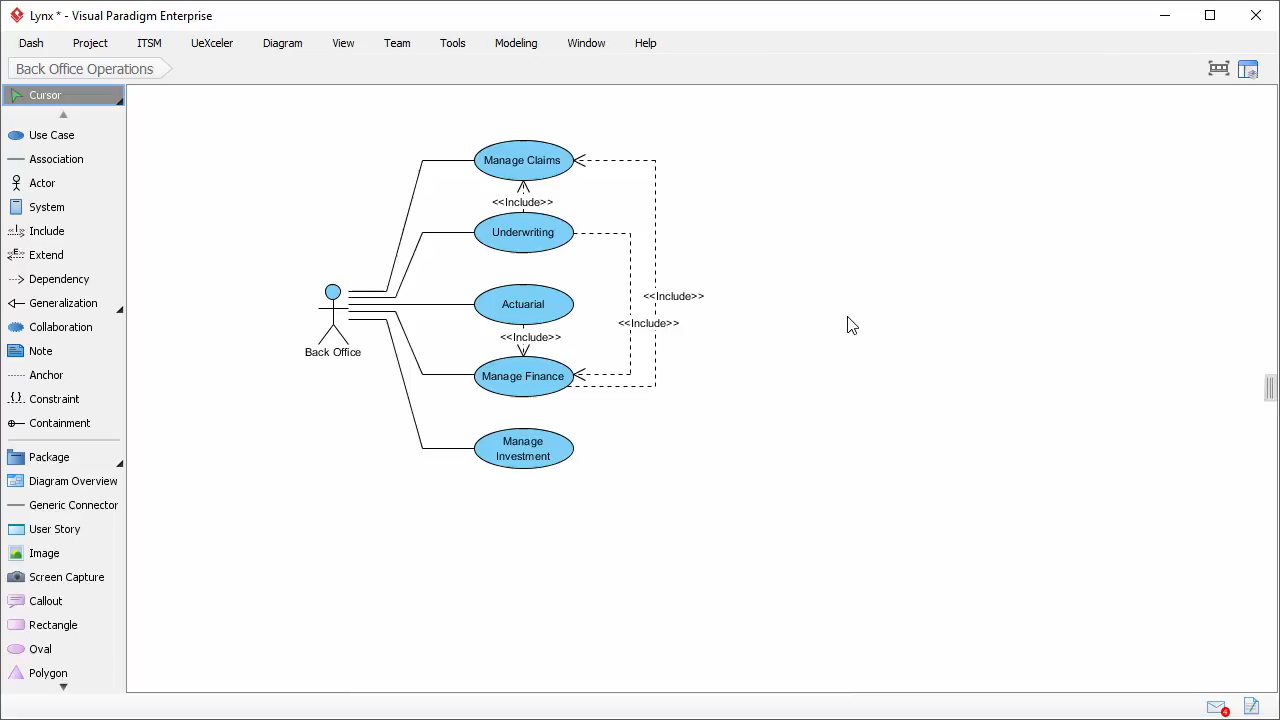 Lynx * - Visual Paradigm Enterprise
Dash Project ITSM UeXceler Diagram View Team Tools Modeling Window Help
Back Office Operations
Cursor
Use Case
Association
Actor
System
Include
Extend
Dependency
Generalization
Collaboration
Note
Anchor
Constraint
Containment
Package
Diagram Overview
Generic Connector
User Story
Image
Screen Capture
Callout
Rectangle
Oval
Polygon
Manage Claims
<<Include>>
Underwriting
Actuarial
<<Include>>
<<Include>>
<<Include>>
Back Office
Manage Finance
Manage
Investment
4